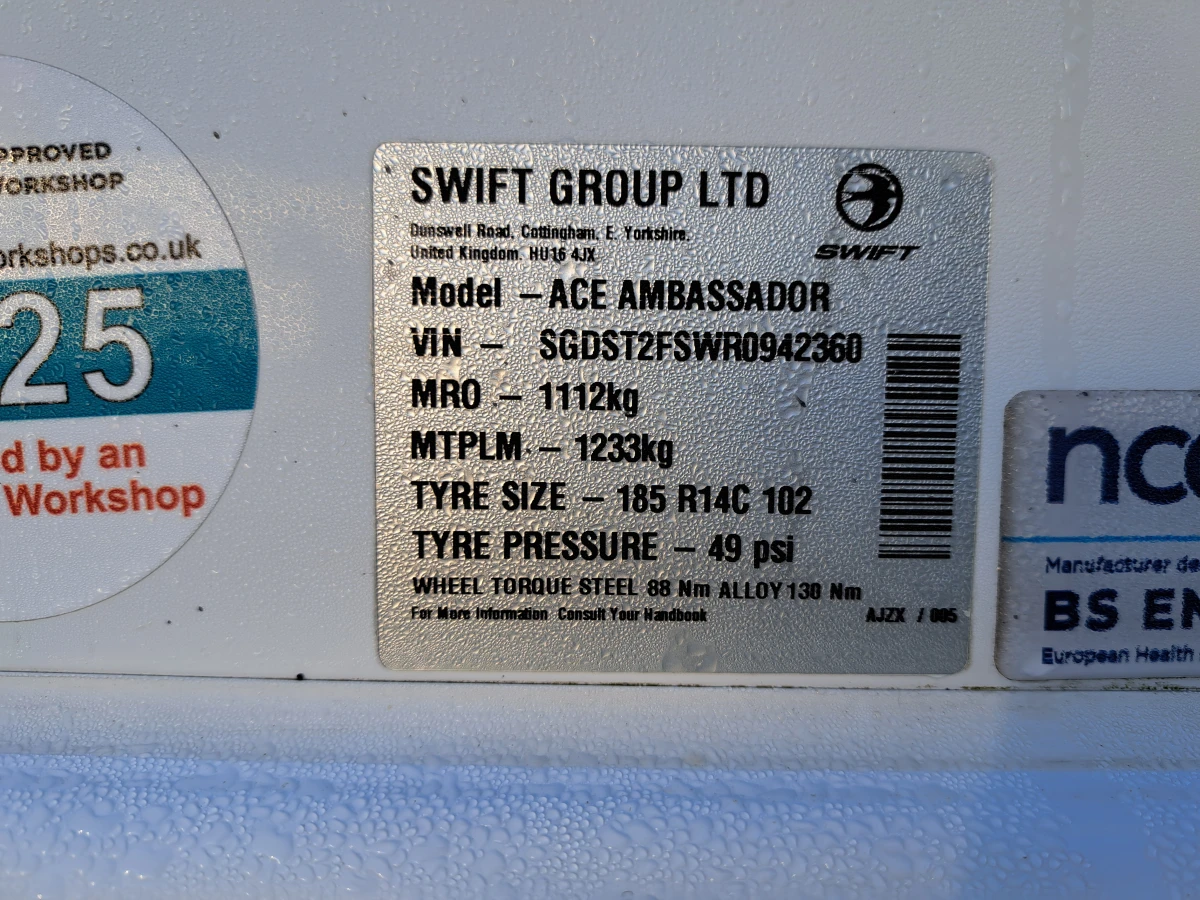 APPROVED
WORKSHOP
orkshops.co.uk
25
d by an
Workshop
SWIFT GROUP LTD
Dunswell Road, Cottingham, E. Yorkshire,
United Kingdom. HU16 4JX
SWIFT
Model – ACE AMBASSADOR
VIN – SGDST2FSWR0942360
MRO – 1112kg
MTPLM – 1233kg
TYRE SIZE – 185 R14C 102
TYRE PRESSURE – 49 psi
WHEEL TORQUE STEEL 88 Nm ALLOY 130 Nm
For More Information Consult Your Handbook
AJZX / 005
ncc
Manufacturer de
BS EN
European Health